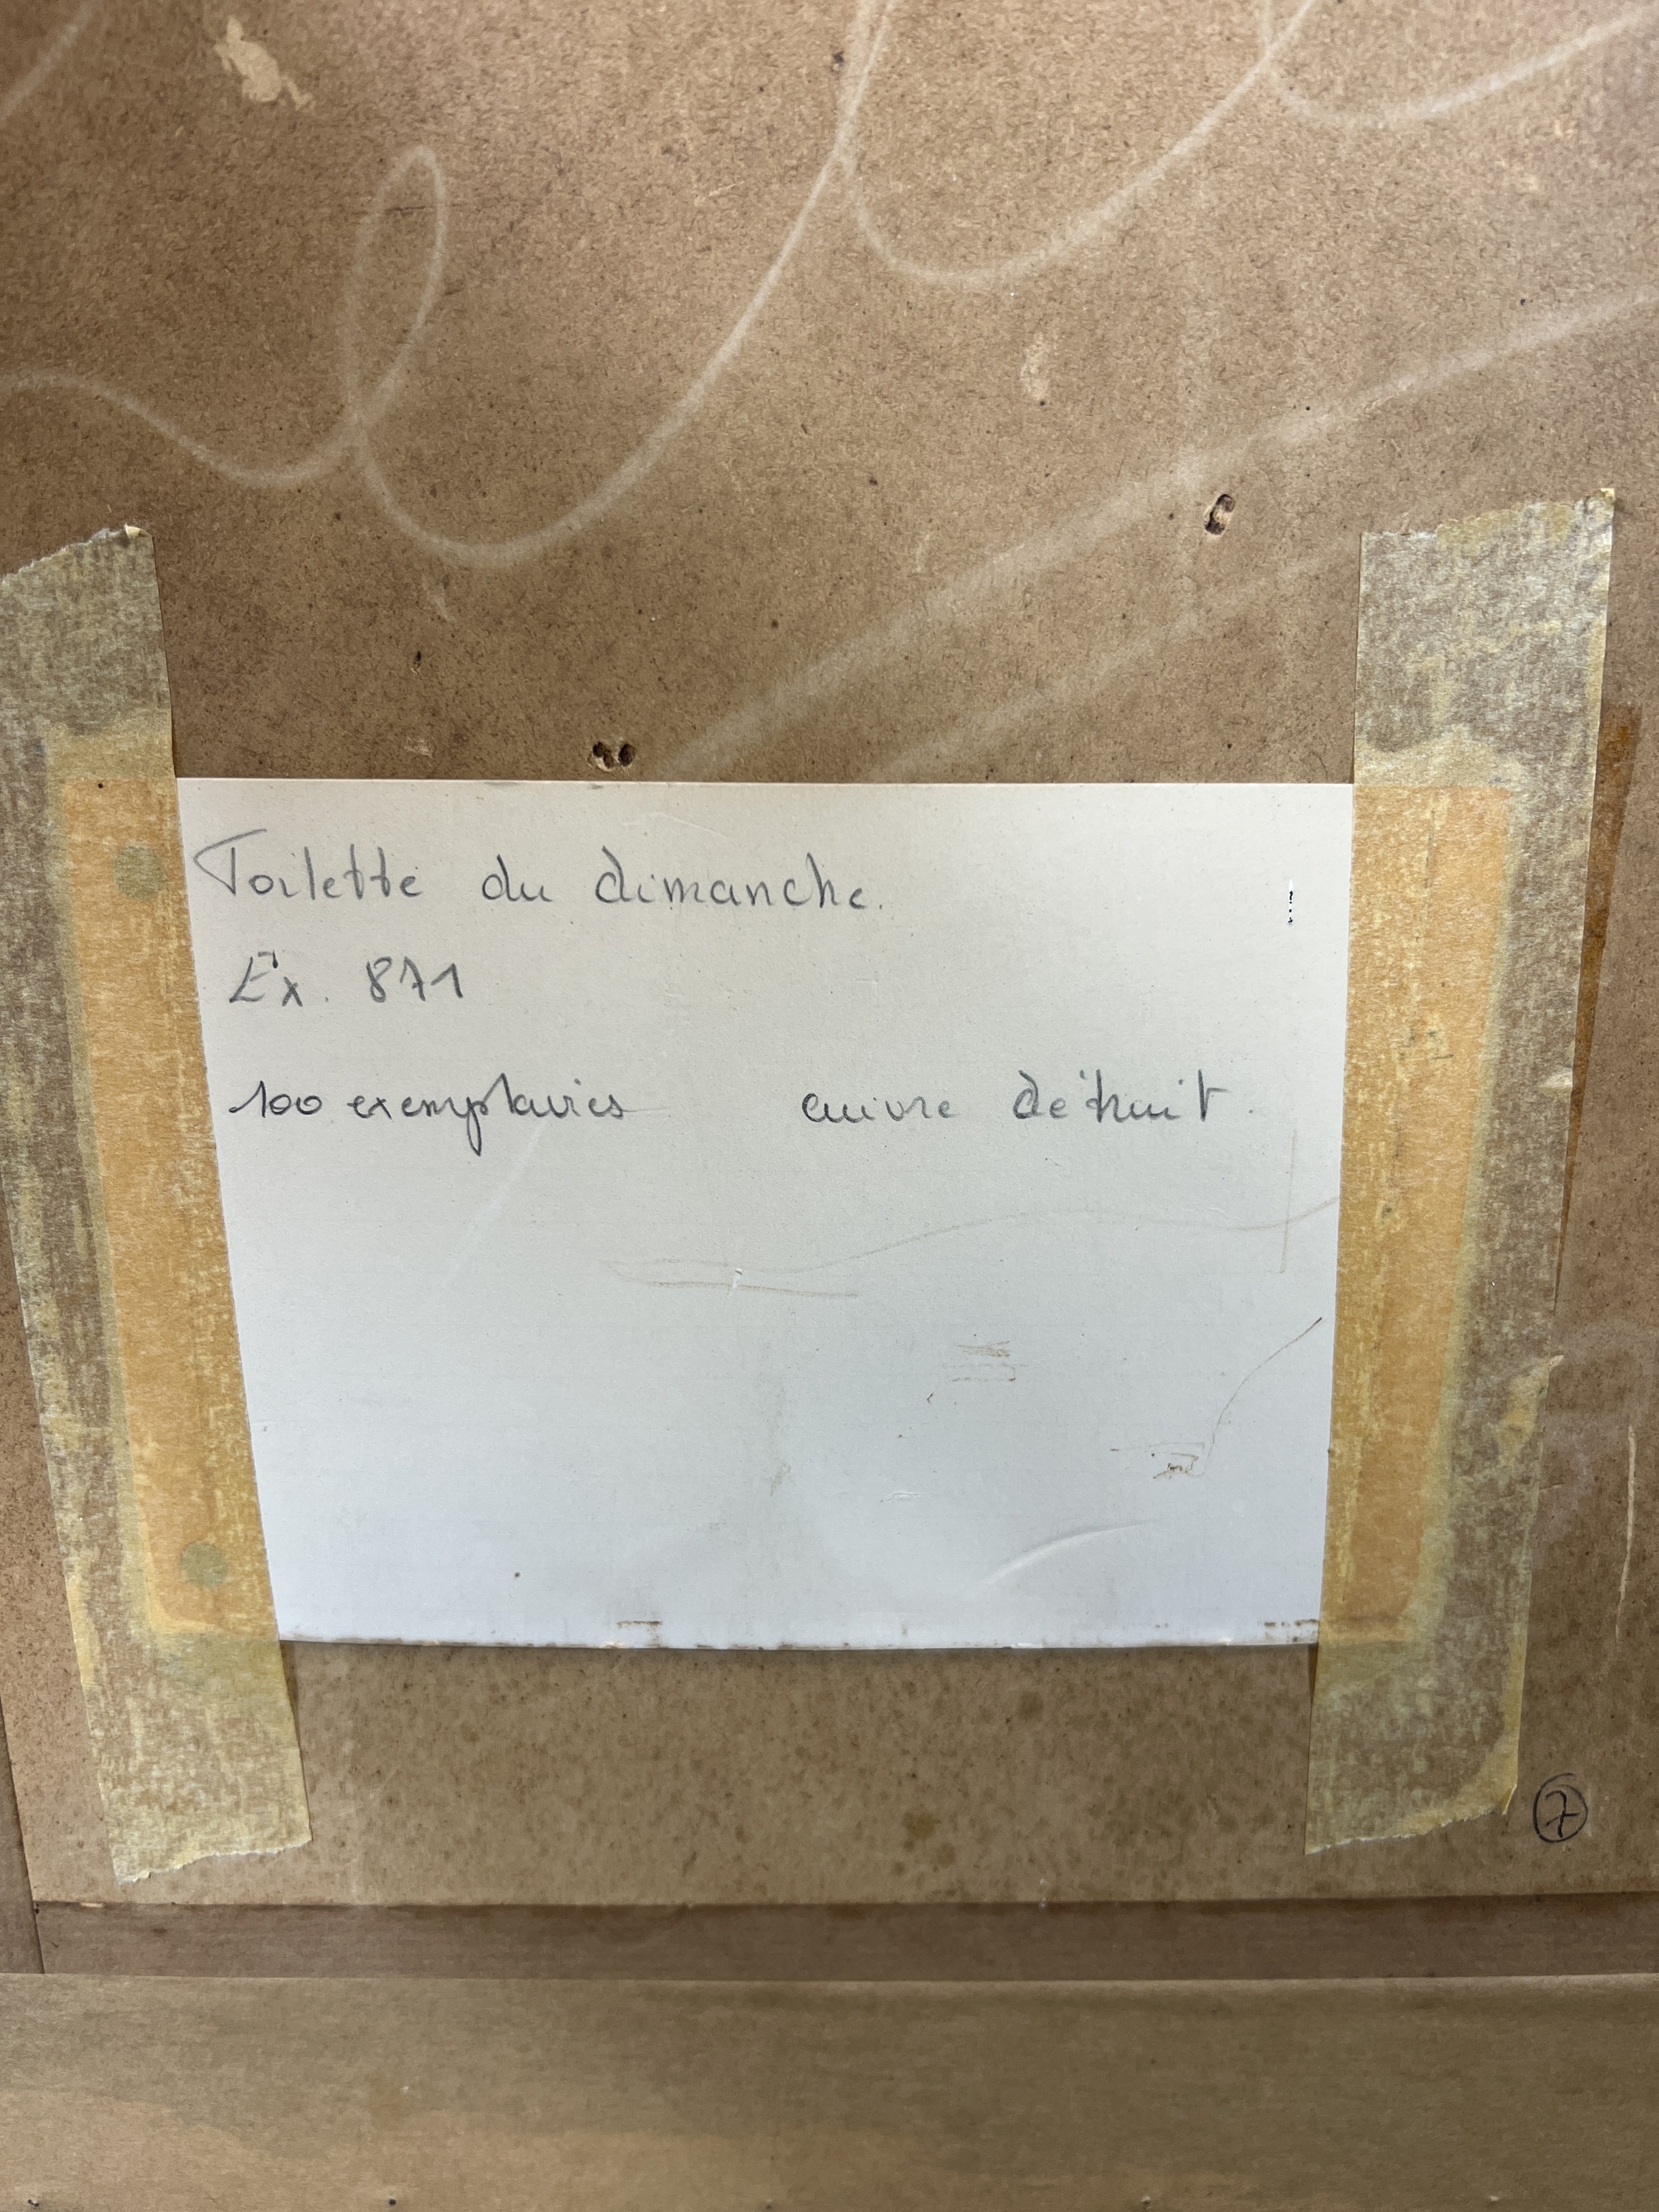 Toilette du dimanche.
Ex. 871
100 exemplaires cuivre détruit.
7